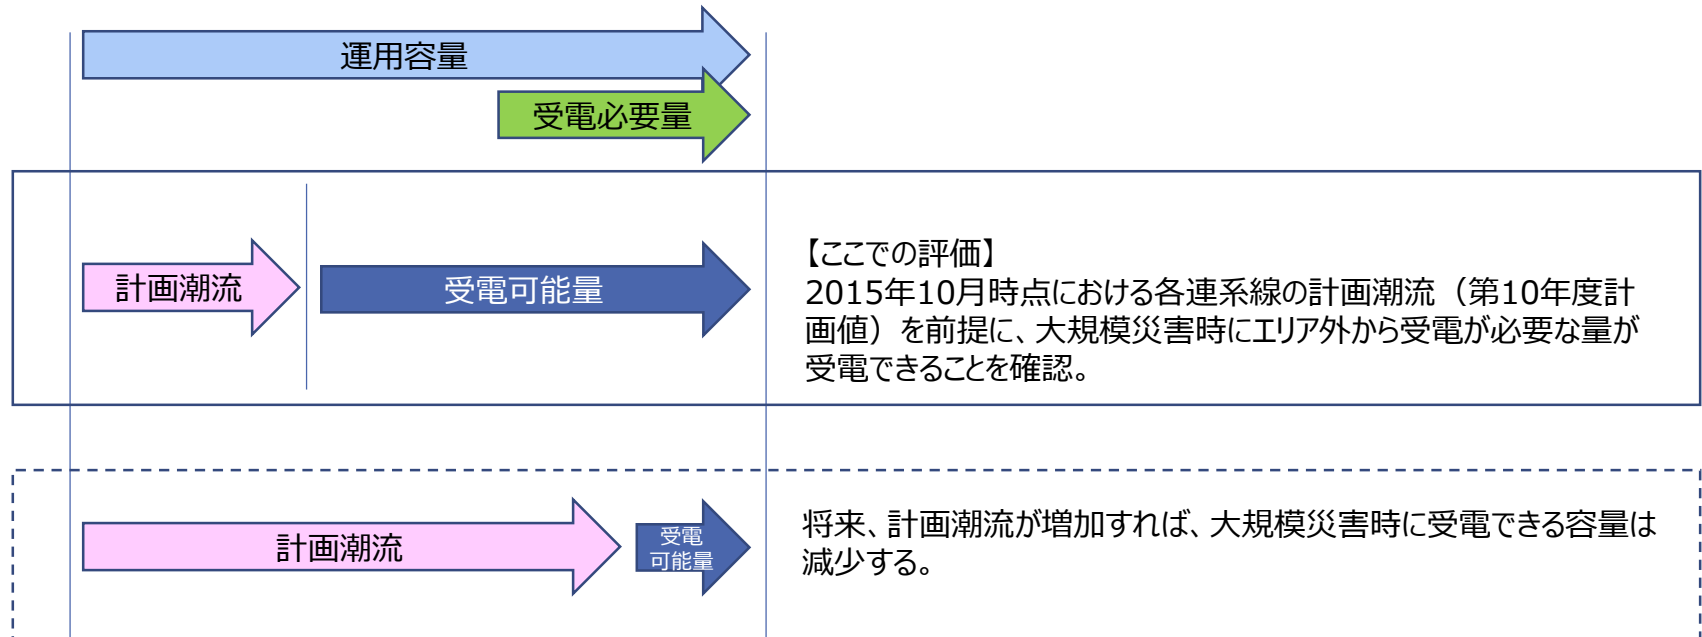 運用容量
受電必要量
計画潮流
受電可能量
【ここでの評価】
2015年10月時点における各連系線の計画潮流（第10年度計
画値）を前提に、大規模災害時にエリア外から受電が必要な量が
受電できることを確認。
計画潮流
受電
可能量
将来、計画潮流が増加すれば、大規模災害時に受電できる容量は
減少する。